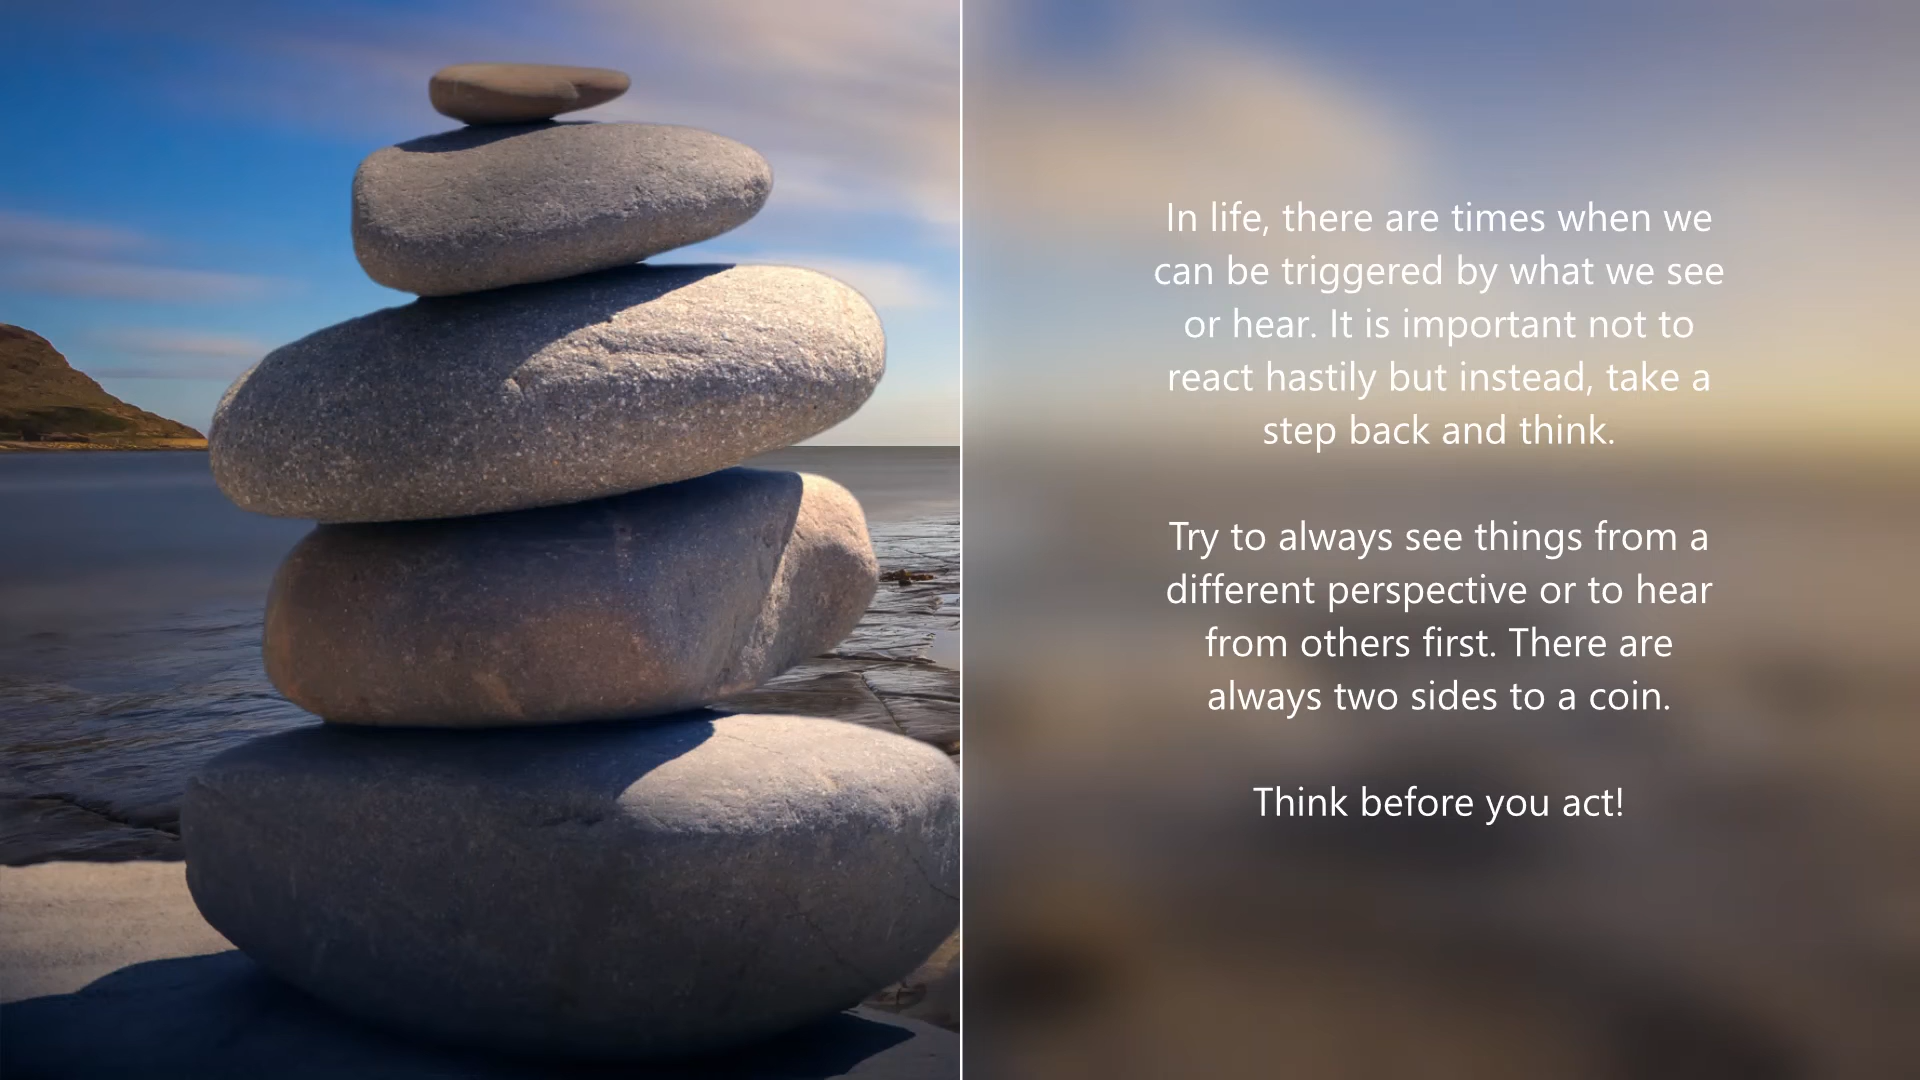 In life, there are times when we
can be triggered by what we see
or hear. It is important not to
react hastily but instead, take a
step back and think.
Try to always see things from a
different perspective or to hear
from others first. There are
always two sides to a coin.
Think before you act!